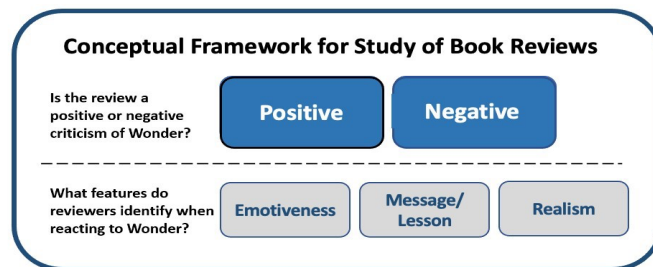 Conceptual Framework for Study of Book Reviews
Is the review a
positive or negative
criticism of Wonder?
Positive
Negative
What features do
reviewers identify when
reacting to Wonder?
Emotiveness
Message/
Lesson
Realism